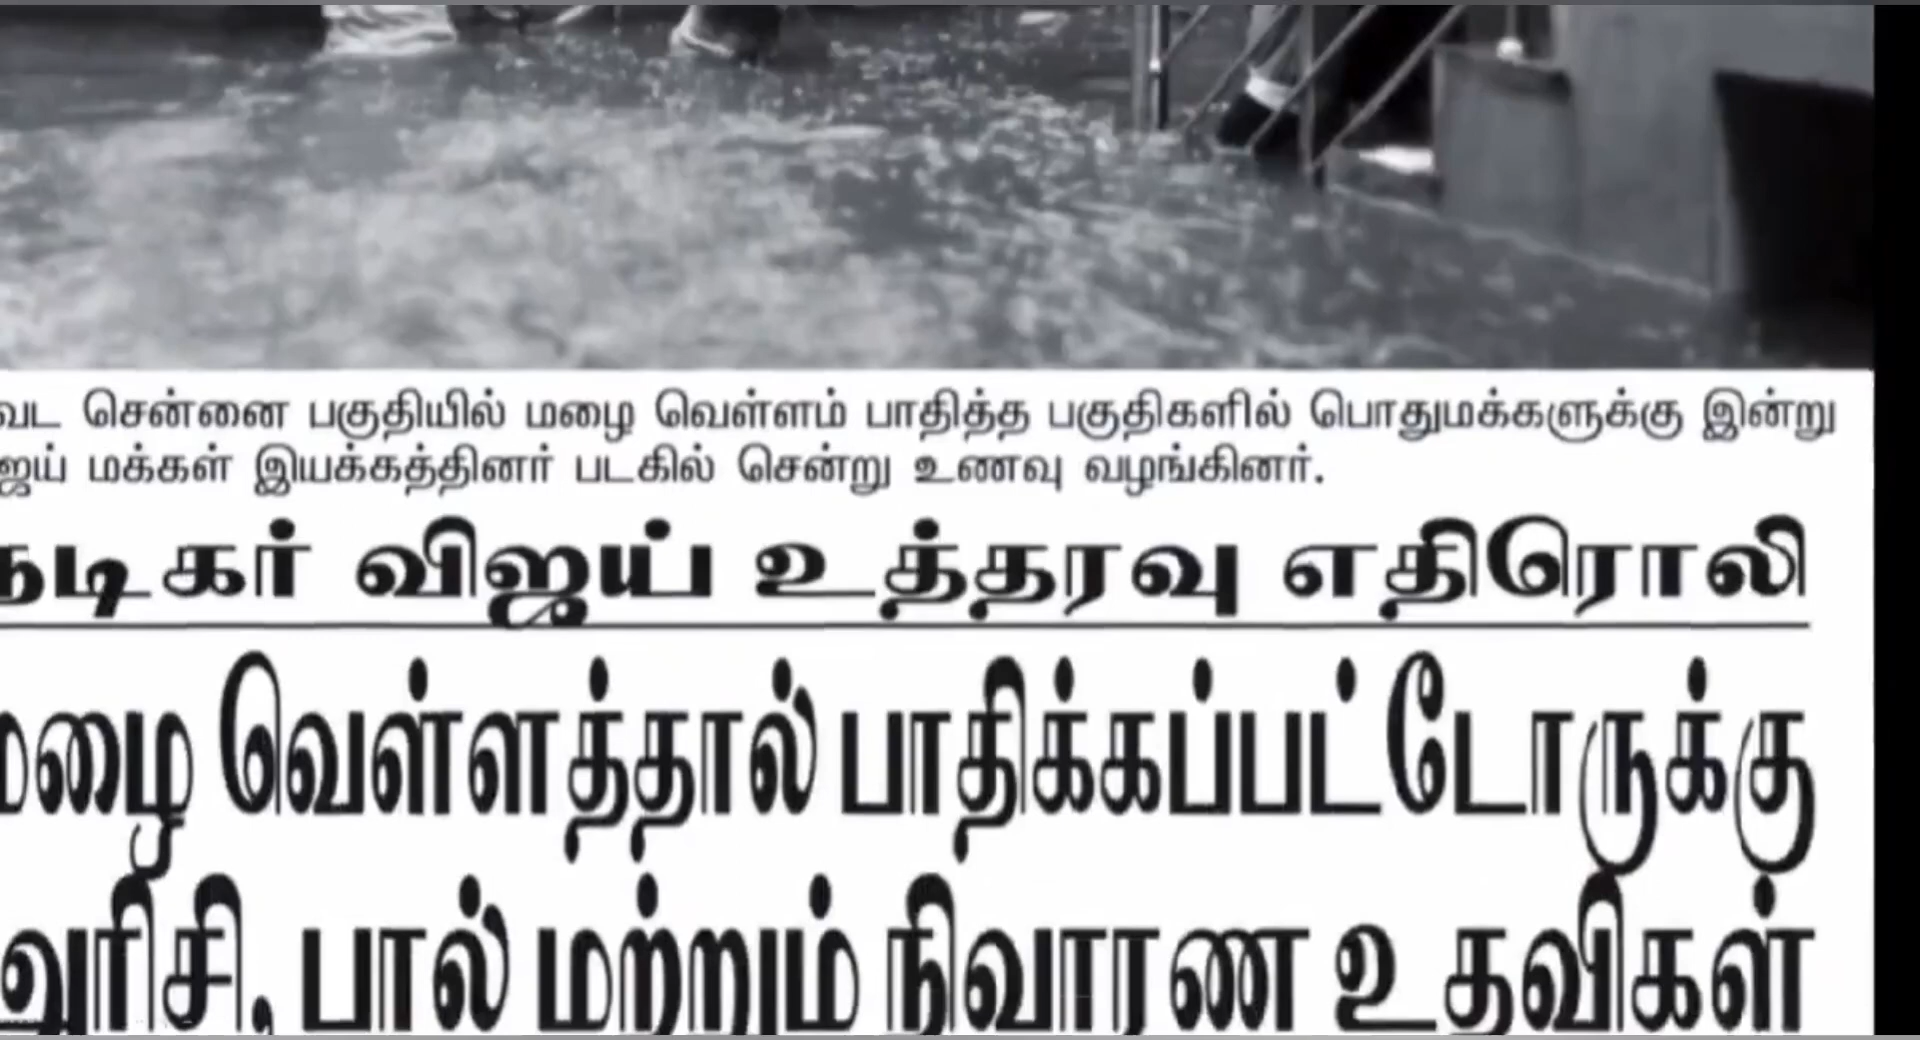 வட சென்னை பகுதியில் மழை வெள்ளம் பாதித்த பகுதிகளில் பொதுமக்களுக்கு இன்று
ஜய் மக்கள் இயக்கத்தினர் படகில் சென்று உணவு வழங்கினர்.
நடிகர் விஜய் உத்தரவு எதிரொலி
மழை வெள்ளத்தால் பாதிக்கப்பட்டோருக்கு
அரிசி, பால் மற்றும் நிவாரண உதவிகள்